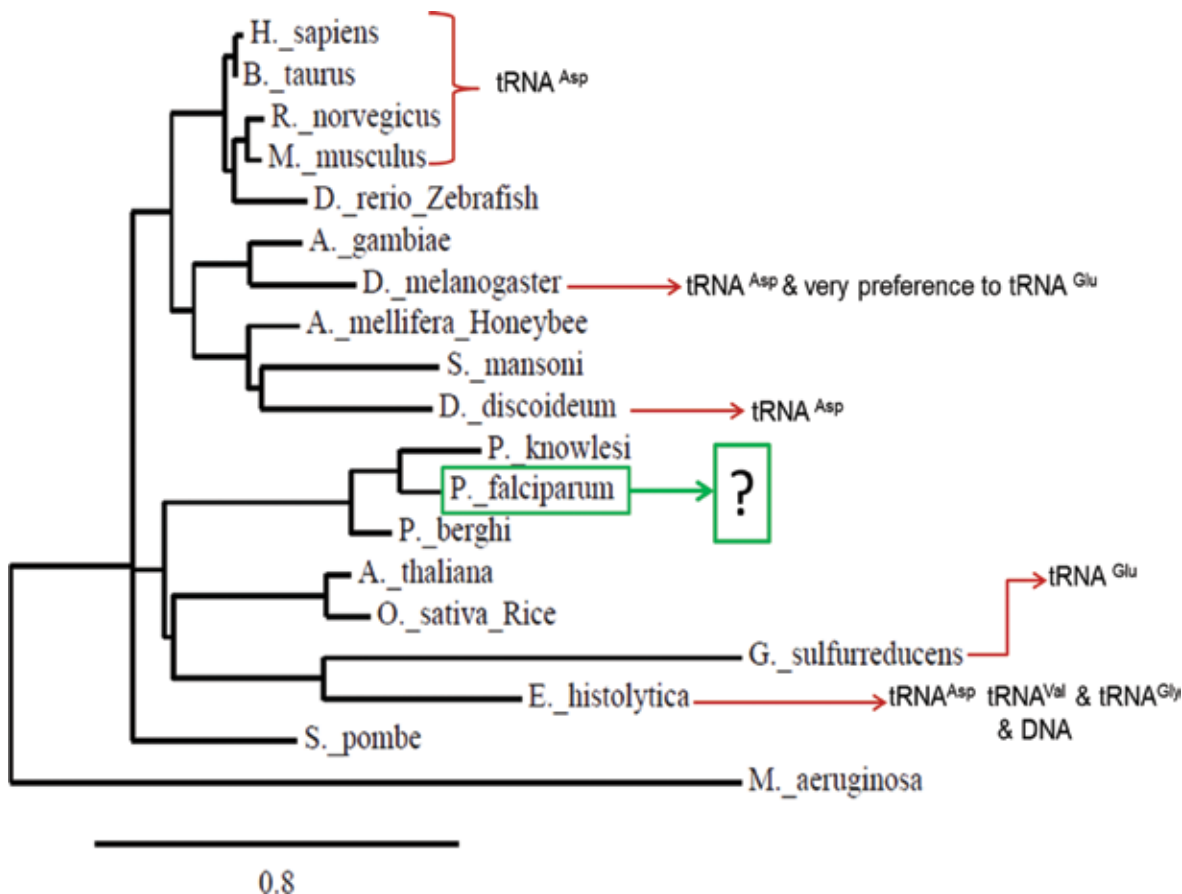 H._sapiens
B._taurus
tRNA Asp
R._norvegicus
M._musculus
D._rerio_Zebrafish
A._gambiae
D._melanogaster
tRNA Asp & very preference to tRNA Glu
A._mellifera_Honeybee
S._mansoni
D._discoideum
tRNA Asp
P._knowlesi
P._falciparum
?
P._berghi
A._thaliana
tRNA Glu
O._sativa_Rice
G._sulfurreducens
E._histolytica
tRNAAsp tRNAVal & tRNAGly
& DNA
S._pombe
M._aeruginosa
0.8